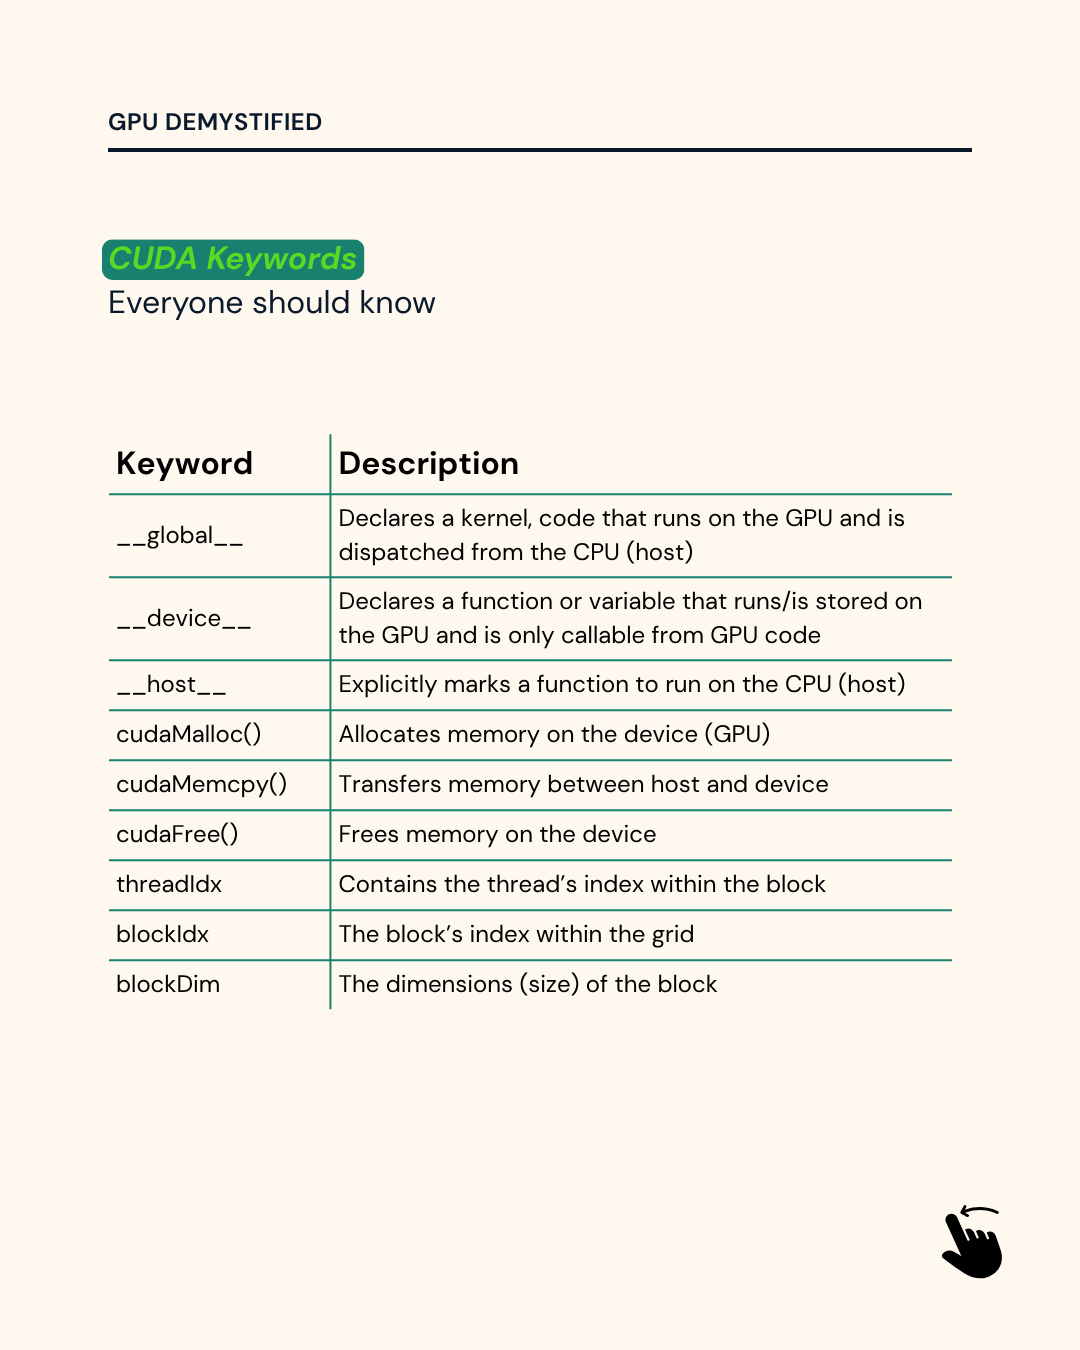 GPU DEMYSTIFIED
CUDA Keywords
Everyone should know
Keyword Description
__global__ Declares a kernel, code that runs on the GPU and is
dispatched from the CPU (host)
__device__ Declares a function or variable that runs/is stored on
the GPU and is only callable from GPU code
__host__ Explicitly marks a function to run on the CPU (host)
cudaMalloc() Allocates memory on the device (GPU)
cudaMemcpy() Transfers memory between host and device
cudaFree() Frees memory on the device
threadIdx Contains the thread’s index within the block
blockIdx The block’s index within the grid
blockDim The dimensions (size) of the block